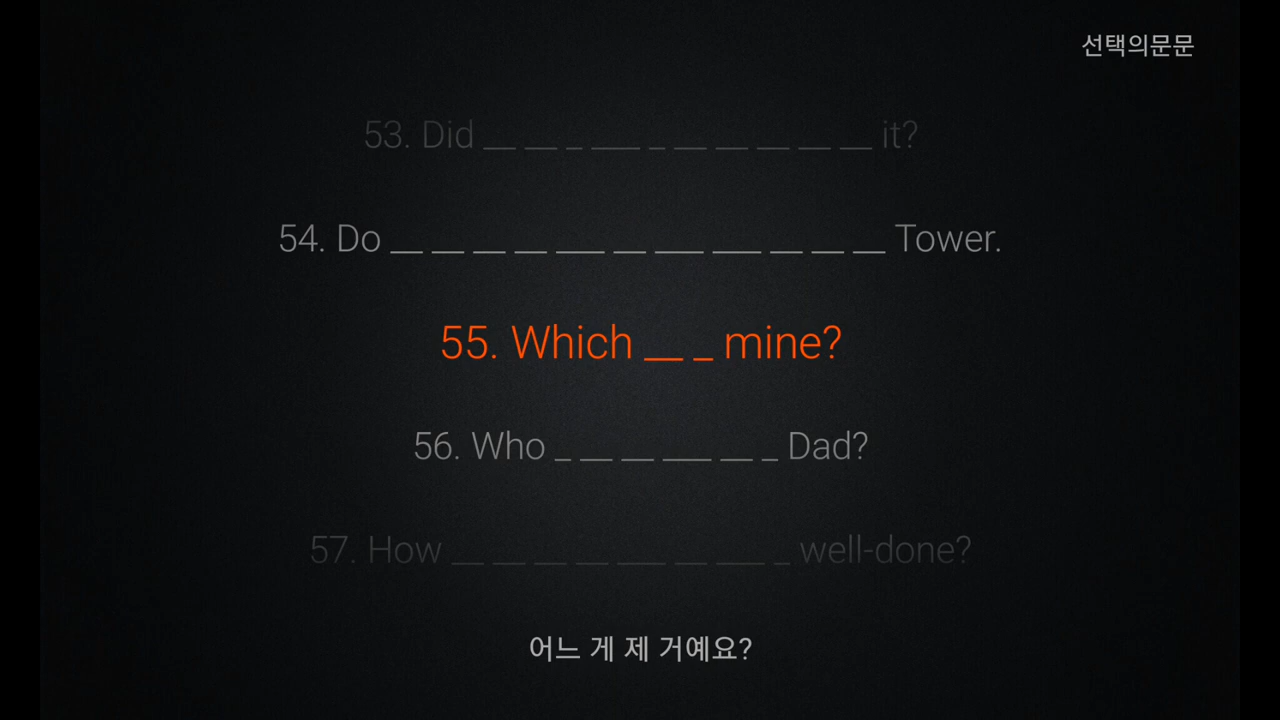 선택의문문
53. Did __ __ _ ___ _ __ __ __ __ __ it?
54. Do __ __ __ __ ___ __ ___ ___ __ __ __ Tower.
55. Which __ _ mine?
56. Who _ __ __ ___ __ _ Dad?
57. How __ __ __ __ ___ __ ___ _ well-done?
어느 게 제 거예요?